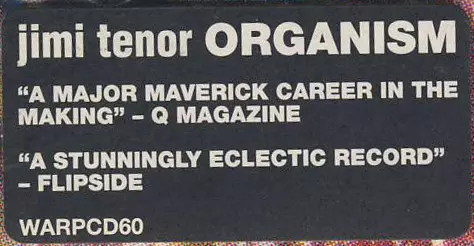 jimi tenor ORGANISM
“A MAJOR MAVERICK CAREER IN THE
MAKING” – Q MAGAZINE
“A STUNNINGLY ECLECTIC RECORD”
– FLIPSIDE
WARPCD60